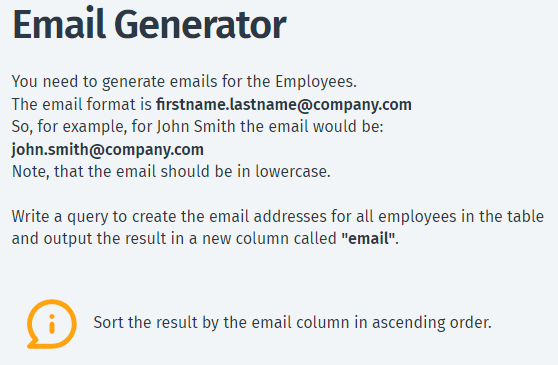 Email Generator
You need to generate emails for the Employees.
The email format is firstname.lastname@company.com
So, for example, for John Smith the email would be:
john.smith@company.com
Note, that the email should be in lowercase.
Write a query to create the email addresses for all employees in the table
and output the result in a new column called "email".
Sort the result by the email column in ascending order.